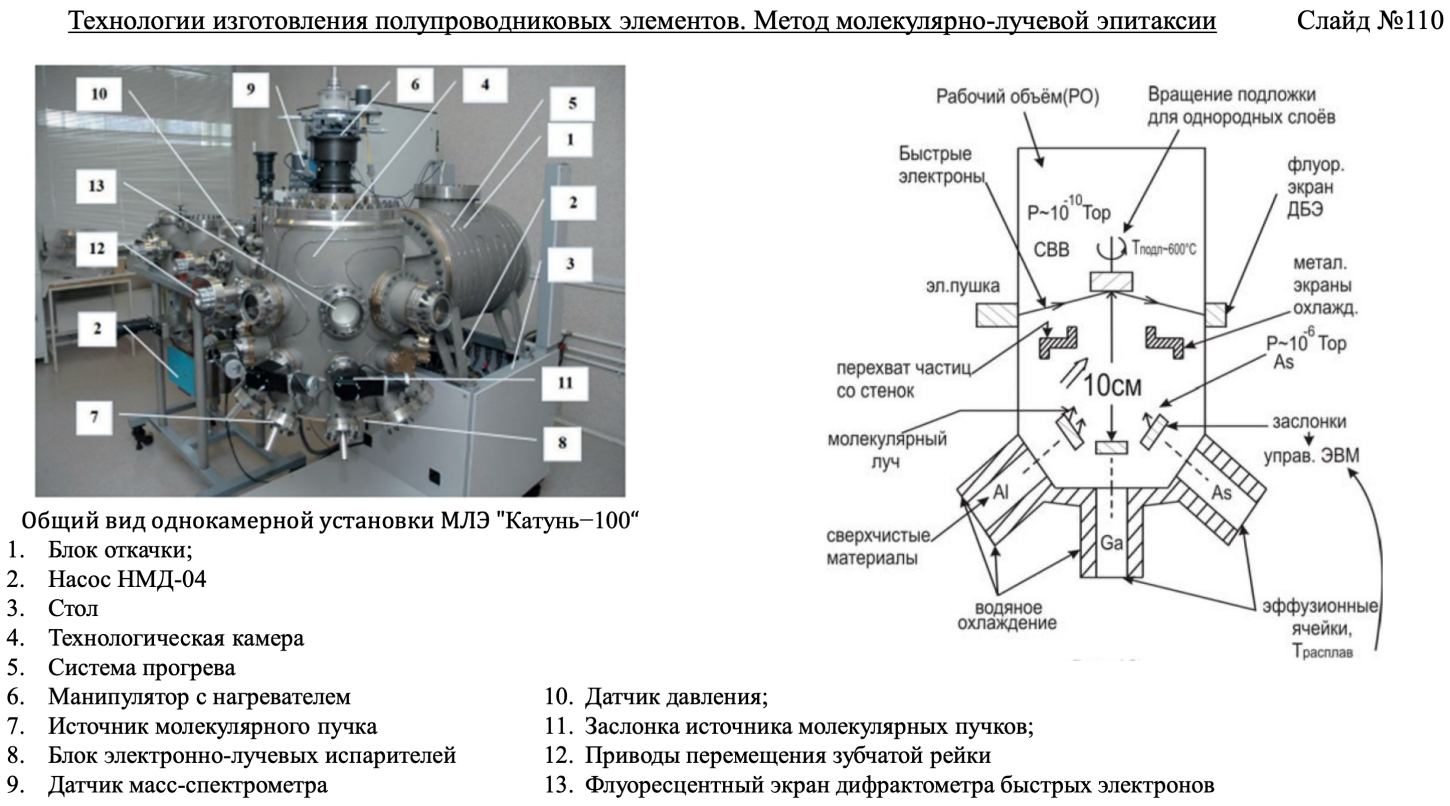 Технологии изготовления полупроводниковых элементов. Метод молекулярно-лучевой эпитаксии
Слайд №110
10
9
6
4
5
1
13
2
12
3
2
11
7
8
Общий вид однокамерной установки МЛЭ "Катунь−100“
1. Блок откачки;
2. Насос НМД-04
3. Стол
4. Технологическая камера
5. Система прогрева
6. Манипулятор с нагревателем
7. Источник молекулярного пучка
8. Блок электронно-лучевых испарителей
9. Датчик масс-спектрометра
10. Датчик давления;
11. Заслонка источника молекулярных пучков;
12. Приводы перемещения зубчатой рейки
13. Флуоресцентный экран дифрактометра быстрых электронов
Рабочий объём(РО)
Вращение подложки
для однородных слоёв
Быстрые
электроны
флуор.
экран
ДБЭ
P~10⁻¹⁰Тор
СВВ
Tподл~600°C
эл.пушка
метал.
экраны
охлажд.
P~10⁻⁶ Тор
As
перехват частиц
со стенок
10см
молекулярный
луч
заслонки
управ. ЭВМ
Al
As
Ga
сверхчистые
материалы
водяное
охлаждение
эффузионные
ячейки,
Tрасплав